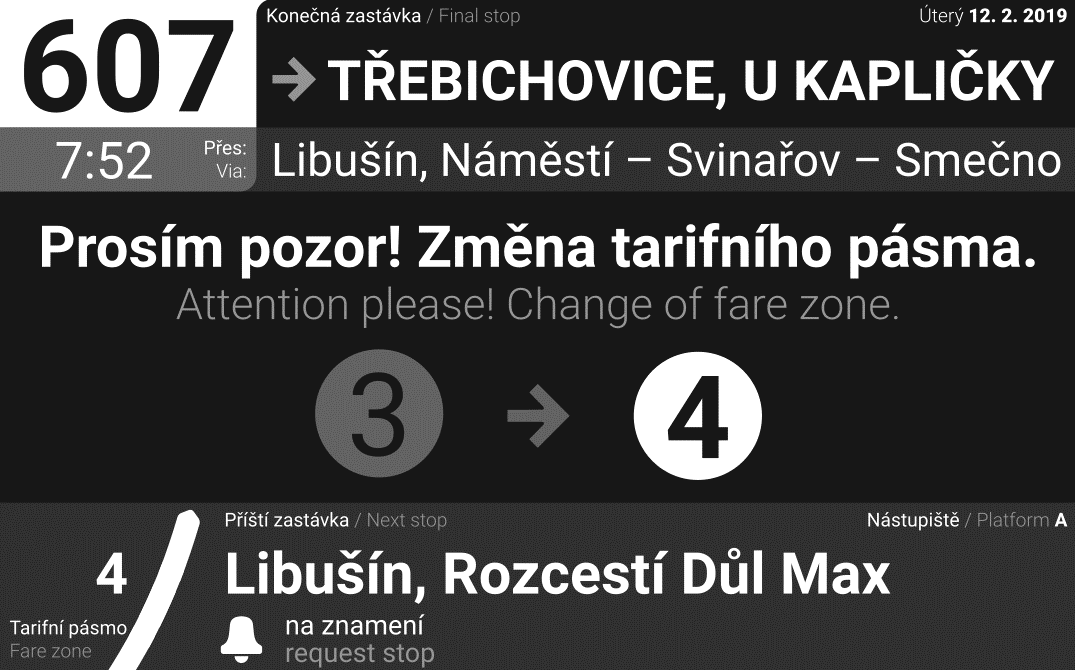 607
Konečná zastávka / Final stop
Úterý 12. 2. 2019
TŘEBICHOVICE, U KAPLIČKY
7:52
Přes:
Via:
Libušín, Náměstí – Svinařov – Smečno
Prosím pozor! Změna tarifního pásma.
Attention please! Change of fare zone.
3 → 4
Příští zastávka / Next stop
Nástupiště / Platform A
4
Libušín, Rozcestí Důl Max
Tarifní pásmo
Fare zone
na znamení
request stop